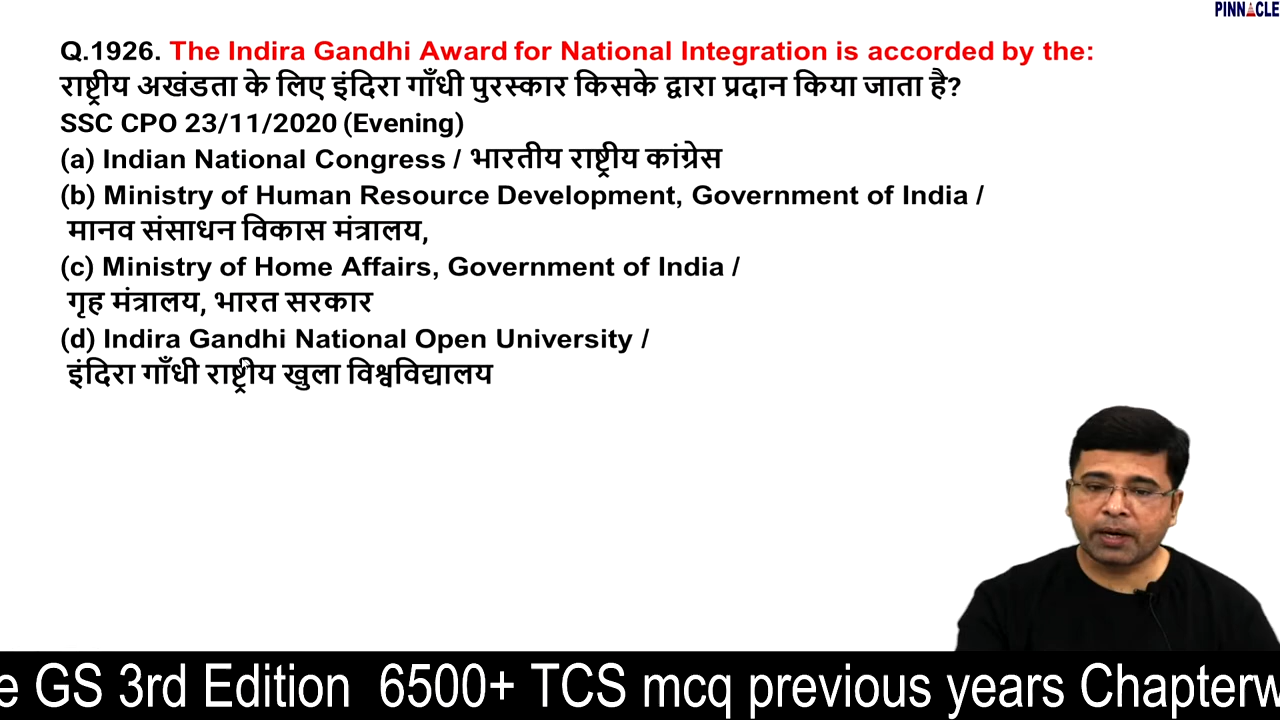 PINNACLE
Q.1926. The Indira Gandhi Award for National Integration is accorded by the:
राष्ट्रीय अखंडता के लिए इंदिरा गाँधी पुरस्कार किसके द्वारा प्रदान किया जाता है?
SSC CPO 23/11/2020 (Evening)
(a) Indian National Congress / भारतीय राष्ट्रीय कांग्रेस
(b) Ministry of Human Resource Development, Government of India /
मानव संसाधन विकास मंत्रालय,
(c) Ministry of Home Affairs, Government of India /
गृह मंत्रालय, भारत सरकार
(d) Indira Gandhi National Open University /
इंदिरा गाँधी राष्ट्रीय खुला विश्वविद्यालय
e GS 3rd Edition 6500+ TCS mcq previous years Chapterw